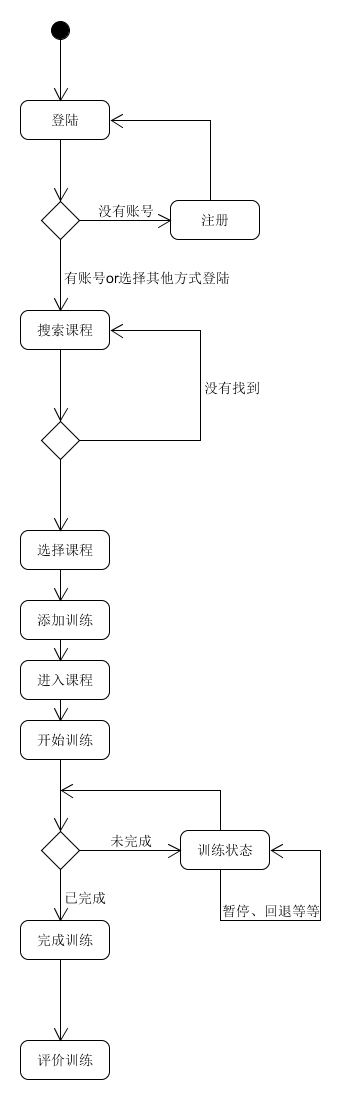 登陆
没有账号
注册
有账号or选择其他方式登陆
搜索课程
没有找到
选择课程
添加训练
进入课程
开始训练
未完成
训练状态
已完成
暂停、回退等等
完成训练
评价训练